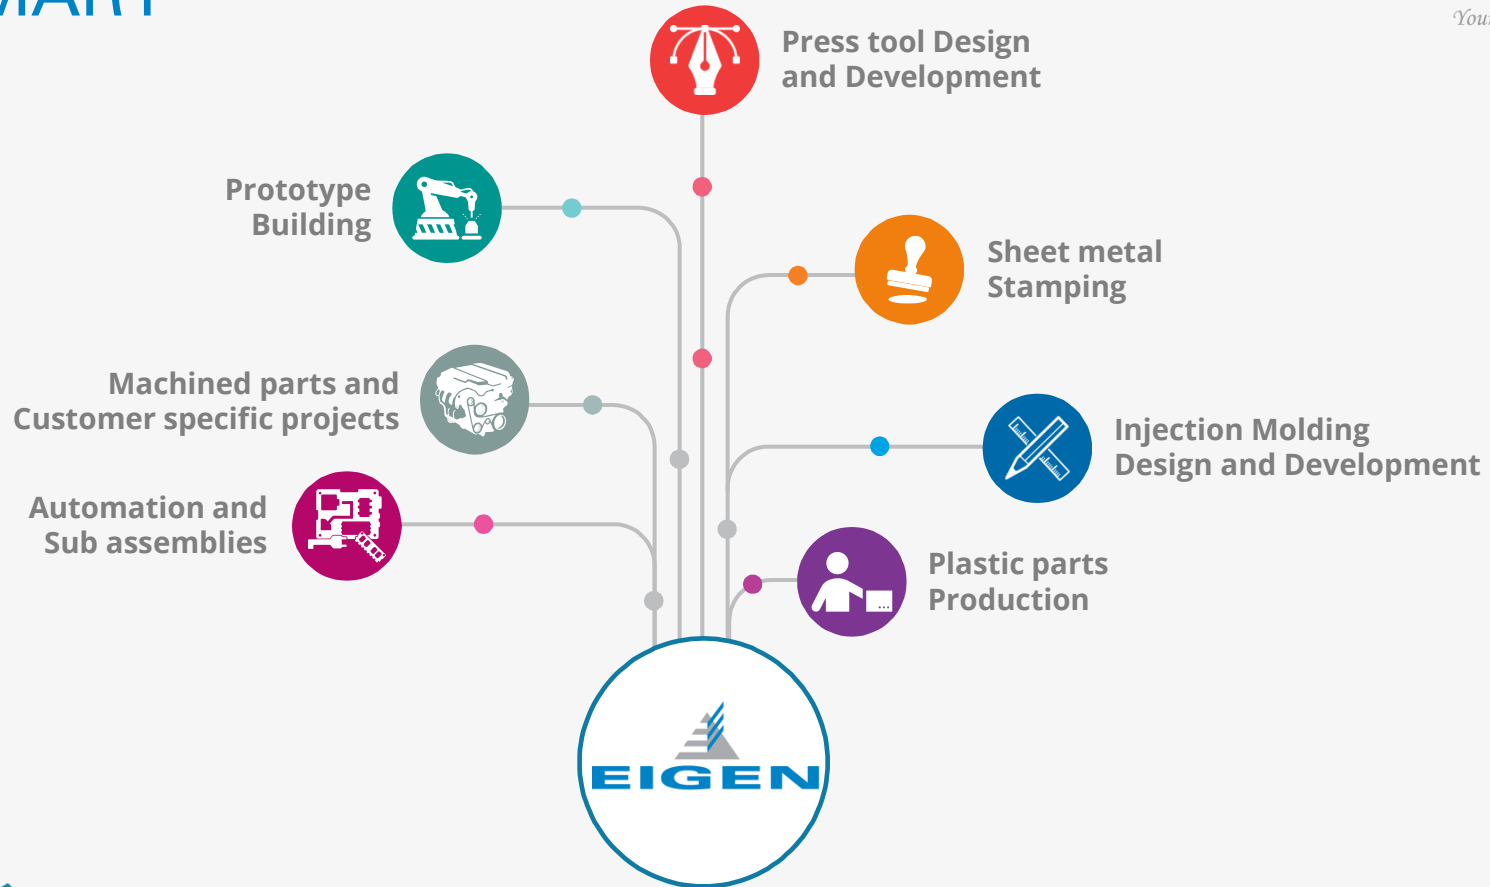 Press tool Design
and Development
Prototype
Building
Sheet metal
Stamping
Machined parts and
Customer specific projects
Injection Molding
Design and Development
Automation and
Sub assemblies
Plastic parts
Production
EIGEN